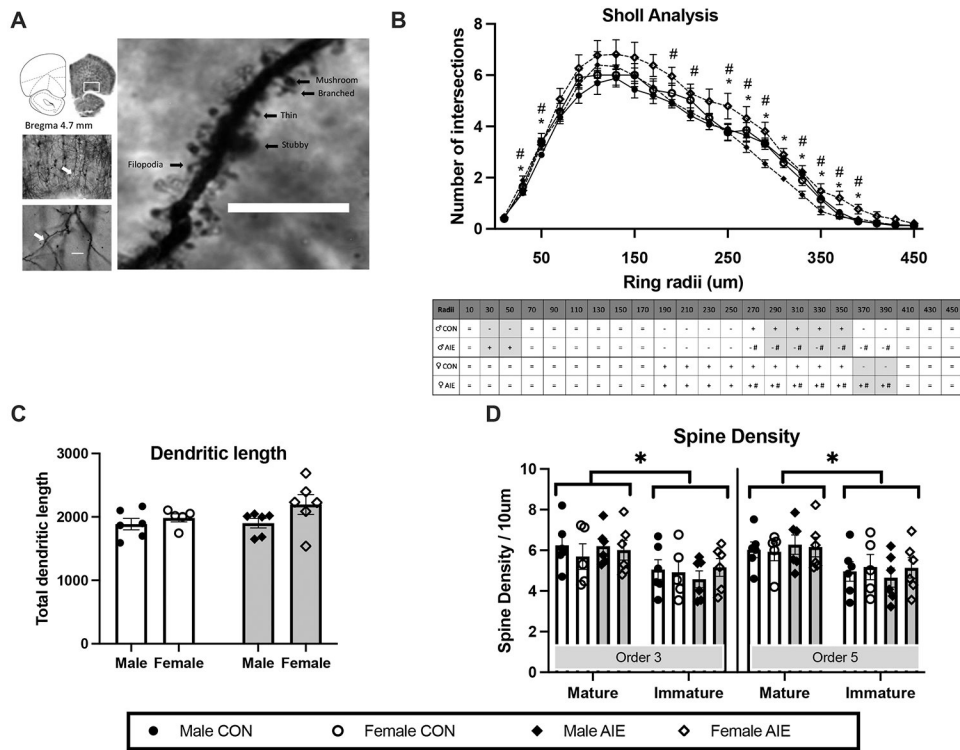 A
Bregma 4.7 mm
Mushroom
Branched
Thin
Stubby
Filopodia
B
Sholl Analysis
Number of intersections
8
6
4
2
0
# * # * # # # * # * # * * # * # * # * # *
50 150 250 350 450
Ring radii (um)
Radii 10 30 50 70 90 110 130 150 170 190 210 230 250 270 290 310 330 350 370 390 410 430 450
♂CON = - - = = = = = = - - - - + + + + + - - = = =
♂AIE = + + = = = = = = - - - - -# -# -# -# -# -# -# = = =
♀CON = = = = = = = = = + + + + + + + + + - - = = =
♀AIE = = = = = = = = = + + + + +# +# +# +# +# +# +# = = =
C
Dendritic length
Total dendritic length
3000
2000
1000
0
Male Female Male Female
D
Spine Density
Spine Density / 10um
10
8
6
4
2
0
* *
Order 3 Order 5
Mature Immature Mature Immature
Male CON Female CON Male AIE Female AIE